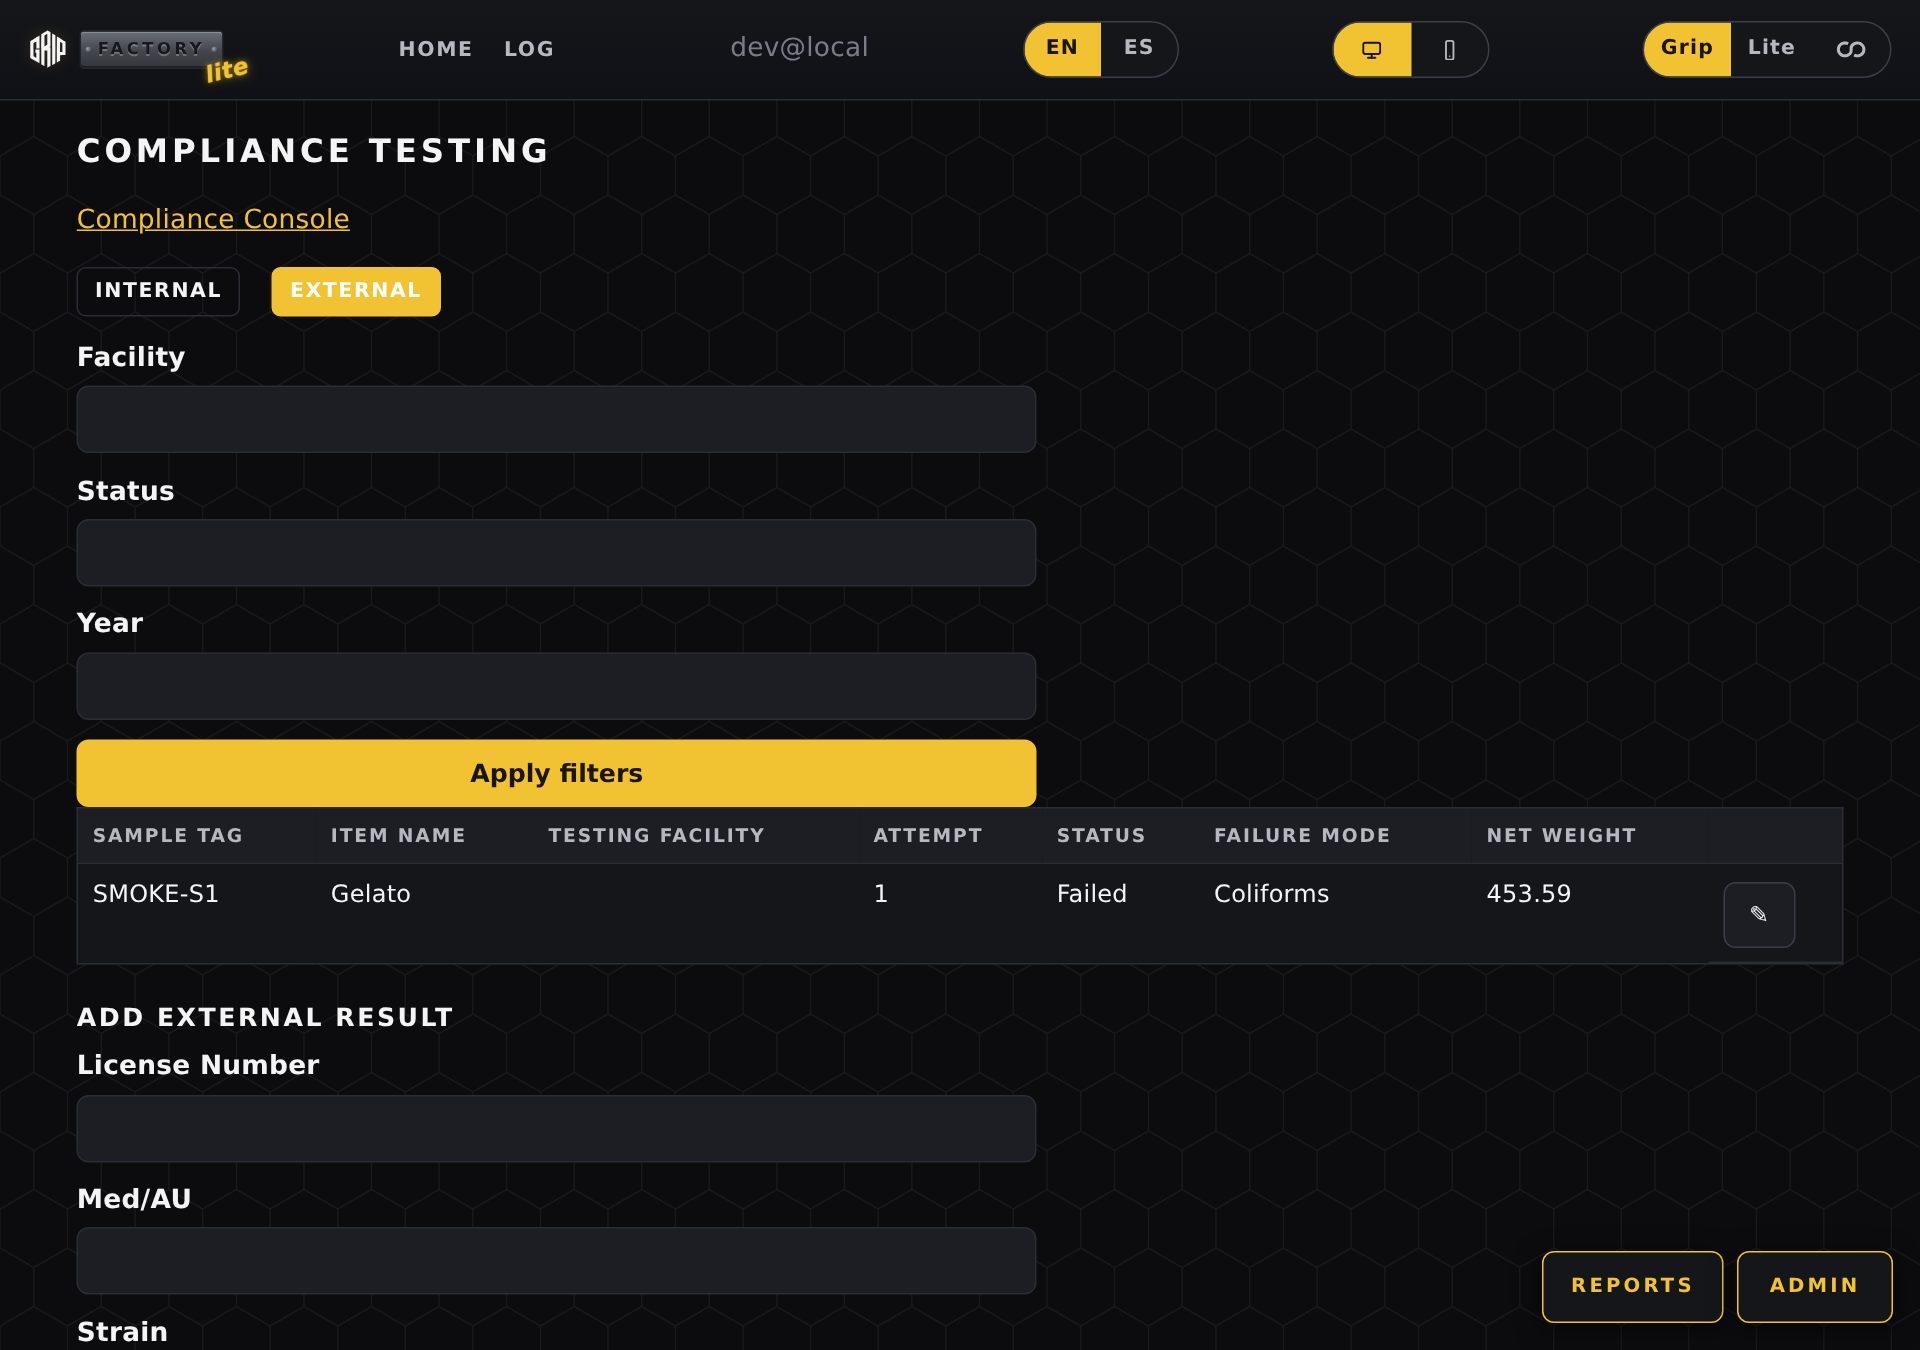 GRIP FACTORY lite HOME LOG dev@local EN ES Grip Lite
COMPLIANCE TESTING
Compliance Console
INTERNAL EXTERNAL
Facility
Status
Year
Apply filters
SAMPLE TAG ITEM NAME TESTING FACILITY ATTEMPT STATUS FAILURE MODE NET WEIGHT
SMOKE-S1 Gelato 1 Failed Coliforms 453.59
ADD EXTERNAL RESULT
License Number
Med/AU
REPORTS ADMIN
Strain